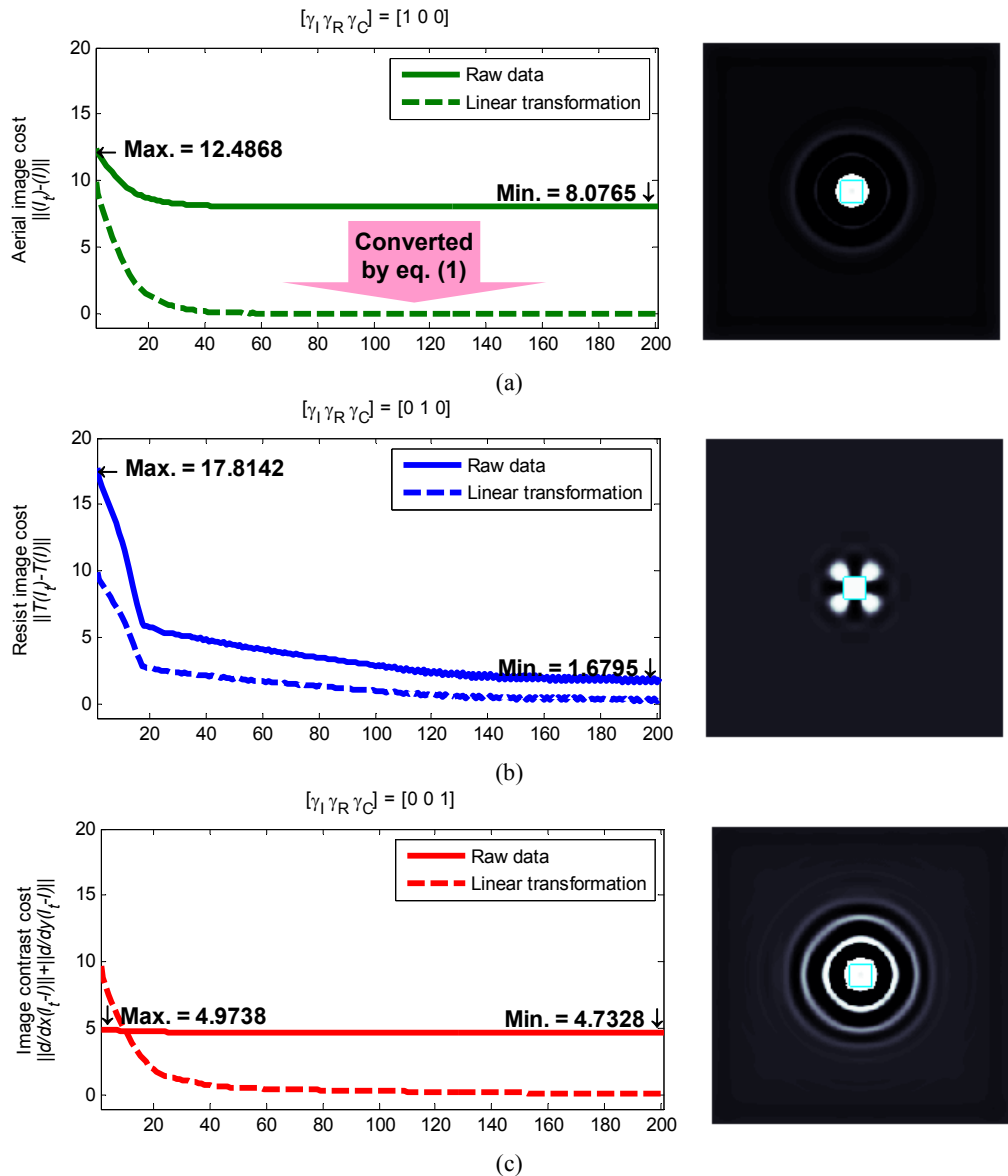 [γI γR γC] = [1 0 0]
Aerial image cost
||(It)-(I)||
20
15
10
5
0
Raw data
Linear transformation
← Max. = 12.4868
Min. = 8.0765 ↓
Converted
by eq. (1)
20 40 60 80 100 120 140 160 180 200
(a)
[γI γR γC] = [0 1 0]
Resist image cost
||T(It)-T(I)||
20
15
10
5
0
Raw data
Linear transformation
← Max. = 17.8142
Min. = 1.6795 ↓
20 40 60 80 100 120 140 160 180 200
(b)
[γI γR γC] = [0 0 1]
Image contrast cost
||d/dx(It-I)||+||d/dy(It-I)||
20
15
10
5
0
Raw data
Linear transformation
↓ Max. = 4.9738
Min. = 4.7328 ↓
20 40 60 80 100 120 140 160 180 200
(c)